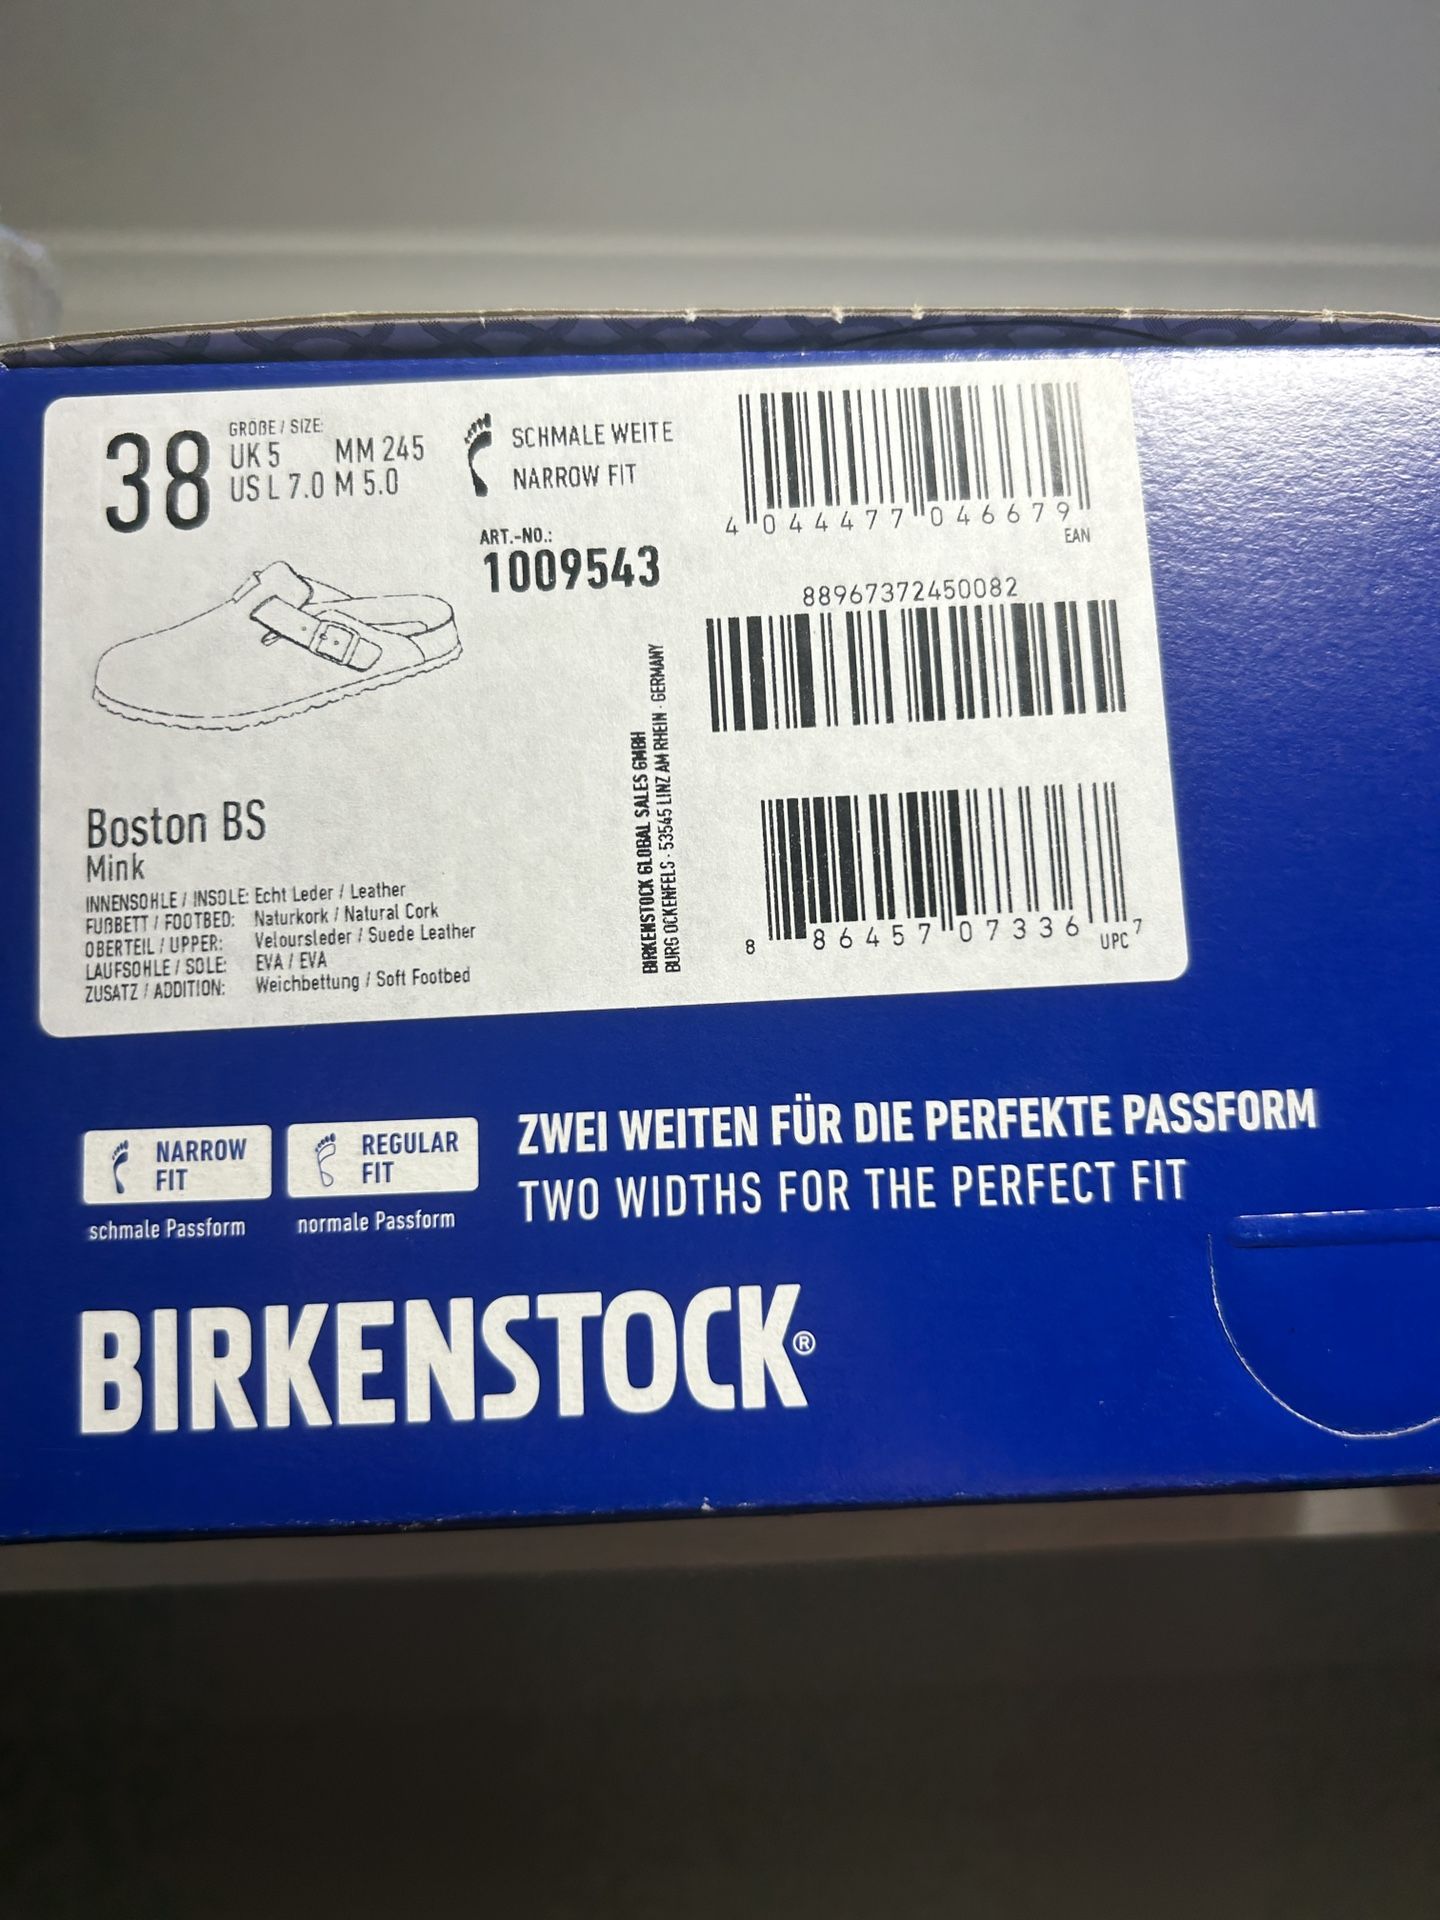 38
GRÖßE / SIZE:
UK 5 MM 245
US L 7.0 M 5.0
SCHMALE WEITE
NARROW FIT
ART.-NO.:
1009543
4 044477 046679
EAN
88967372450082
8 86457 07336 7
UPC
BIRKENSTOCK GLOBAL SALES GMBH
BURG OCKENFELS · 53545 LINZ AM RHEIN · GERMANY
Boston BS
Mink
INNENSOHLE / INSOLE: Echt Leder / Leather
FUßBETT / FOOTBED: Naturkork / Natural Cork
OBERTEIL / UPPER: Veloursleder / Suede Leather
LAUFSOHLE / SOLE: EVA / EVA
ZUSATZ / ADDITION: Weichbettung / Soft Footbed
NARROW
FIT
schmale Passform
REGULAR
FIT
normale Passform
ZWEI WEITEN FÜR DIE PERFEKTE PASSFORM
TWO WIDTHS FOR THE PERFECT FIT
BIRKENSTOCK®